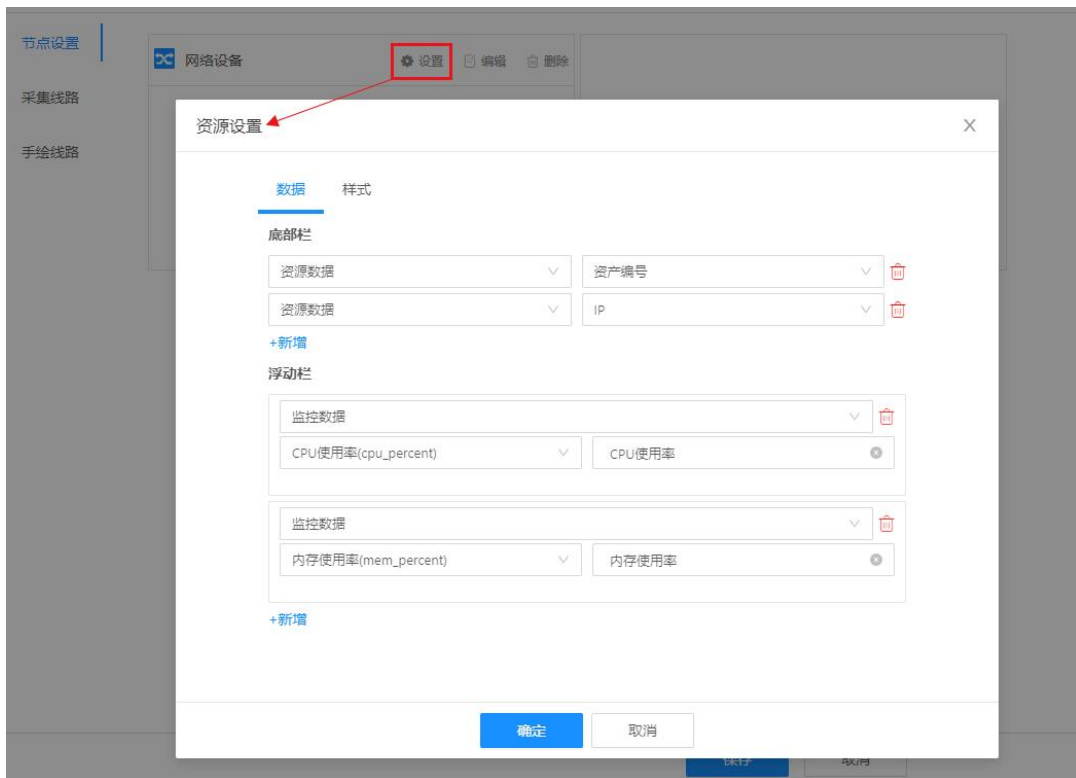 节点设置
网络设备 设置 编辑 删除
采集线路
手绘线路
资源设置 X
数据 样式
底部栏
资源数据 资产编号
资源数据 IP
+新增
浮动栏
监控数据
CPU使用率(cpu_percent) CPU使用率
监控数据
内存使用率(mem_percent) 内存使用率
+新增
确定 取消
保存 取消